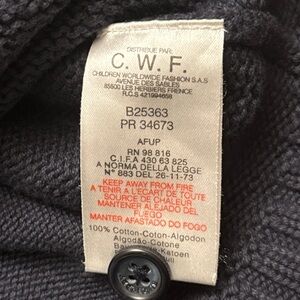 DISTRIBUE PAR:
C. W. F.
CHILDREN WORLDWIDE FASHION S.A.S
AVENUE DES SABLES
85500 LES HERBIERS FRENCE
R.C.S 421994658
B25363
PR 34673
AFUP
RN 98 816
C.I.F A 430 63 825
A NORMA DELLA LEGGE
N° 883 DEL 26-11-73
KEEP AWAY FROM FIRE
A TENIR A L'ECART DE TOUTE
SOURCE DE CHALEUR
MANTENER ALEJADO DEL
FUEGO
MANTER AFASTADO DO FOGO
100% Cotton-Coton-Algodon
Algodão-Cotone
Katoen